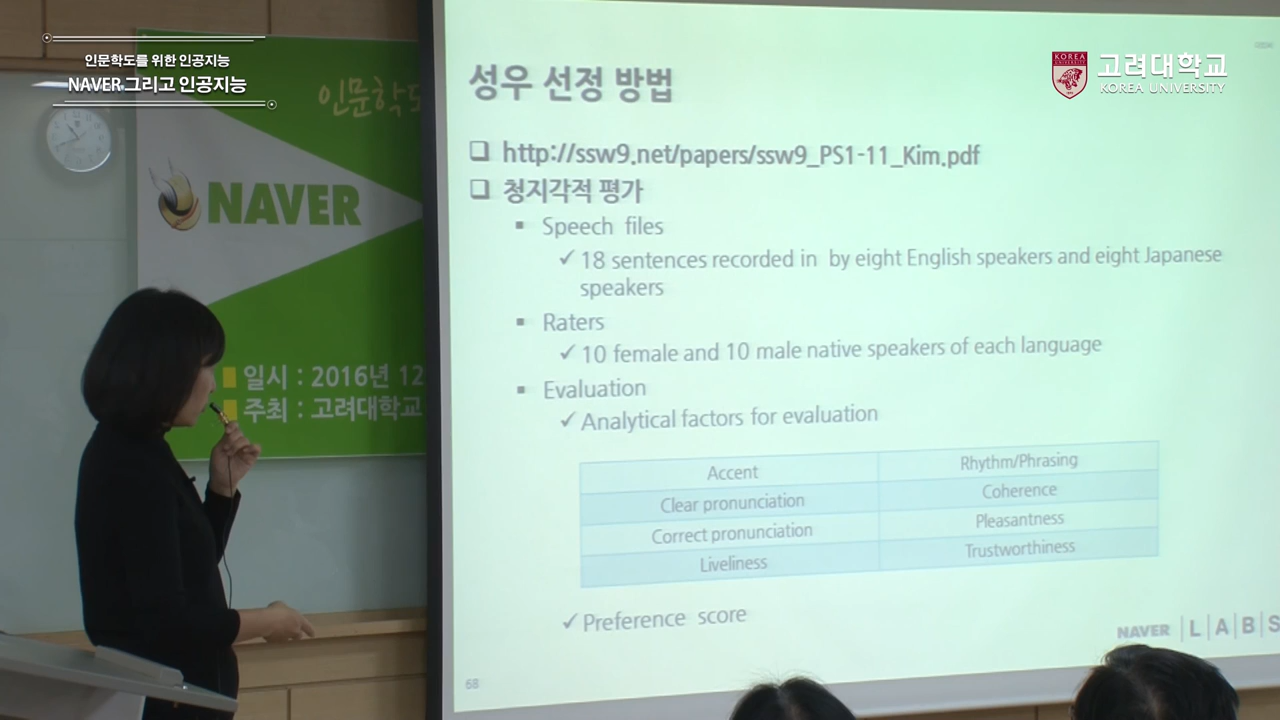 인문학도를 위한 인공지능
NAVER 그리고 인공지능
인문학도
NAVER
일시 : 2016년 12
주최 : 고려대학교
KOREA
고려대학교
KOREA UNIVERSITY
성우 선정 방법
❑ http://ssw9.net/papers/ssw9_PS1-11_Kim.pdf
❑ 청지각적 평가
▪ Speech files
✓ 18 sentences recorded in by eight English speakers and eight Japanese
speakers
▪ Raters
✓ 10 female and 10 male native speakers of each language
▪ Evaluation
✓ Analytical factors for evaluation
Accent Rhythm/Phrasing
Clear pronunciation Coherence
Correct pronunciation Pleasantness
Liveliness Trustworthiness
✓ Preference score
NAVER | L | A | B | S
68